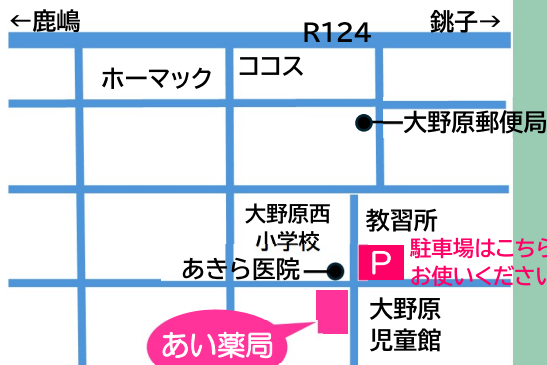 ←鹿嶋
銚子→
R124
ココス
ホーマック
大野原郵便局
大野原西
小学校
教習所
駐車場はこちら
お使いください
P
あきら医院
大野原
児童館
あい薬局